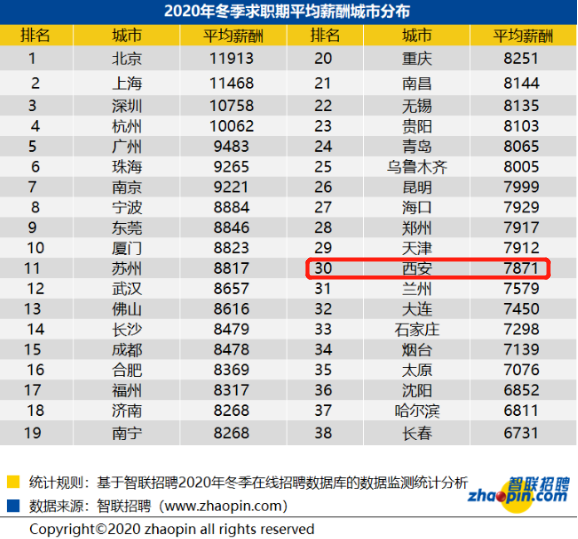 2020年冬季求职期平均薪酬城市分布
排名 城市 平均薪酬 排名 城市 平均薪酬
1 北京 11913 20 重庆 8251
2 上海 11468 21 南昌 8144
3 深圳 10758 22 无锡 8135
4 杭州 10062 23 贵阳 8103
5 广州 9483 24 青岛 8065
6 珠海 9265 25 乌鲁木齐 8005
7 南京 9221 26 昆明 7999
8 宁波 8884 27 海口 7929
9 东莞 8846 28 郑州 7917
10 厦门 8823 29 天津 7912
11 苏州 8817 30 西安 7871
12 武汉 8657 31 兰州 7579
13 佛山 8616 32 大连 7450
14 长沙 8479 33 石家庄 7298
15 成都 8478 34 烟台 7139
16 合肥 8369 35 太原 7076
17 福州 8317 36 沈阳 6852
18 济南 8268 37 哈尔滨 6811
19 南宁 8268 38 长春 6731
统计规则：基于智联招聘2020年冬季在线招聘数据库的数据监测统计分析
数据来源：智联招聘（www.zhaopin.com）
智联招聘
zhaopin.com
Copyright©2020 zhaopin all rights reserved